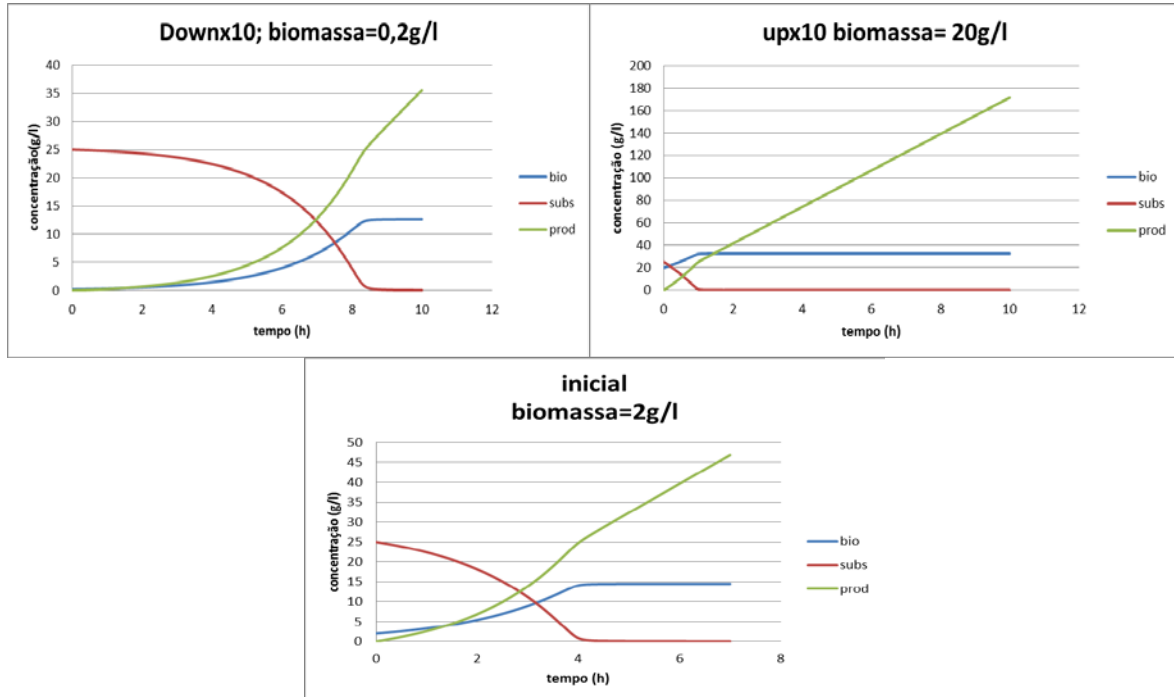 Downx10; biomassa=0,2g/l
40
35
30
25
20
15
10
5
0
concentração(g/l)
0 2 4 6 8 10 12
tempo (h)
bio
subs
prod
upx10 biomassa= 20g/l
200
180
160
140
120
100
80
60
40
20
0
concentração (g/l)
0 2 4 6 8 10 12
tempo (h)
bio
subs
prod
inicial
biomassa=2g/l
50
45
40
35
30
25
20
15
10
5
0
concentração (g/l)
0 2 4 6 8
tempo (h)
bio
subs
prod